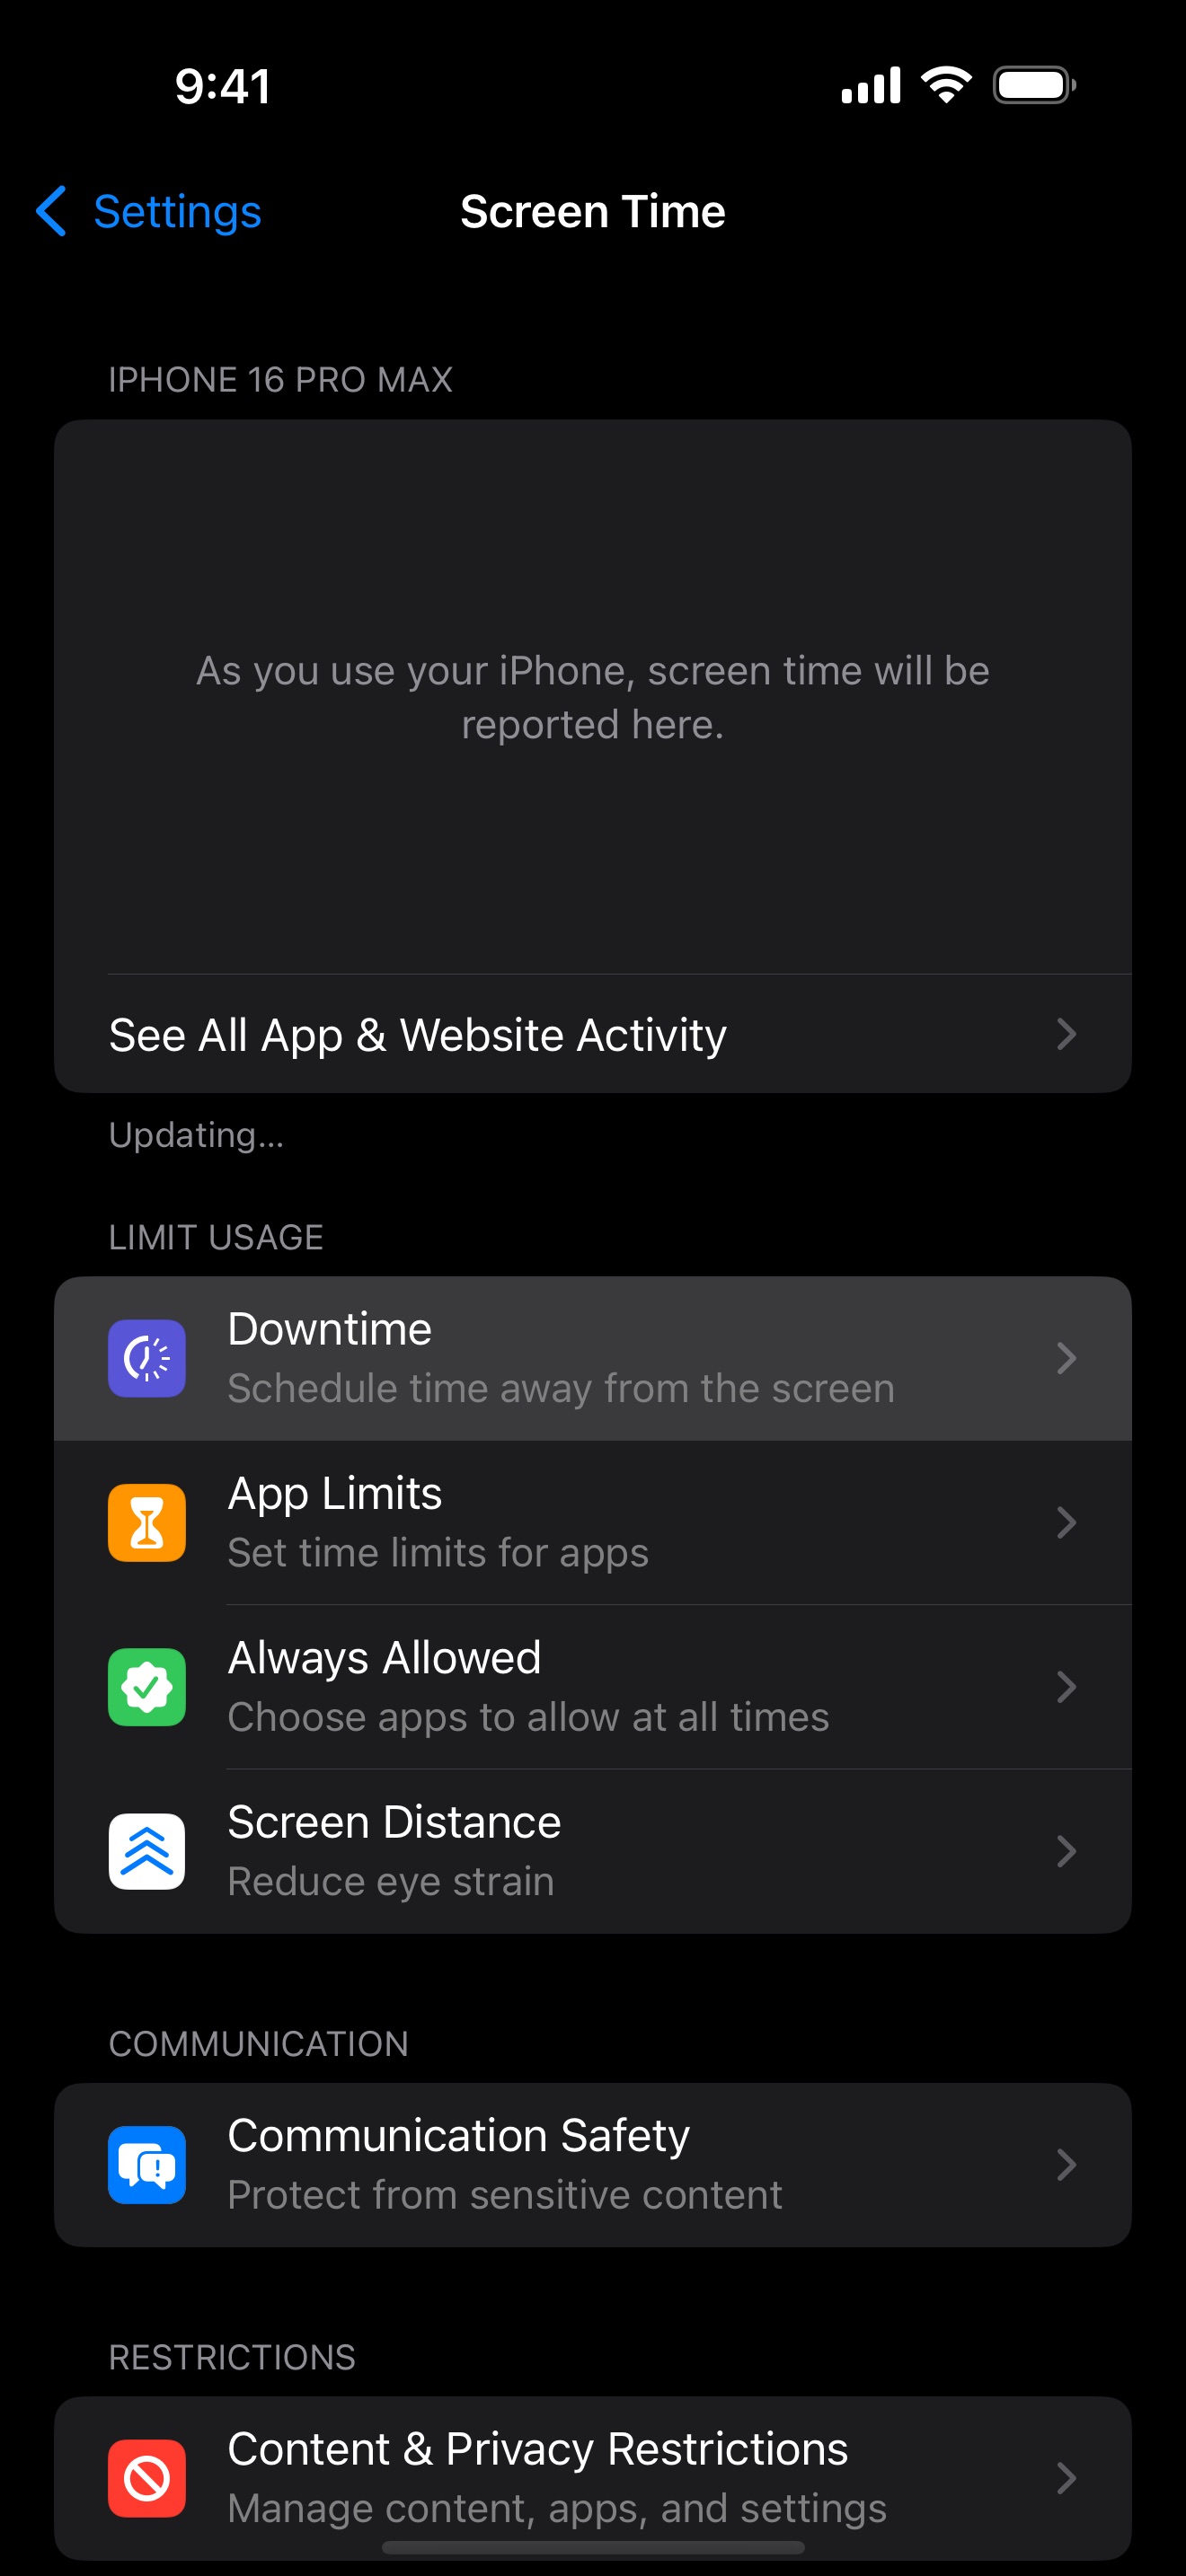 9:41
Settings
Screen Time
IPHONE 16 PRO MAX
As you use your iPhone, screen time will be
reported here.
See All App & Website Activity
Updating…
LIMIT USAGE
Downtime
Schedule time away from the screen
App Limits
Set time limits for apps
Always Allowed
Choose apps to allow at all times
Screen Distance
Reduce eye strain
COMMUNICATION
Communication Safety
Protect from sensitive content
RESTRICTIONS
Content & Privacy Restrictions
Manage content, apps, and settings